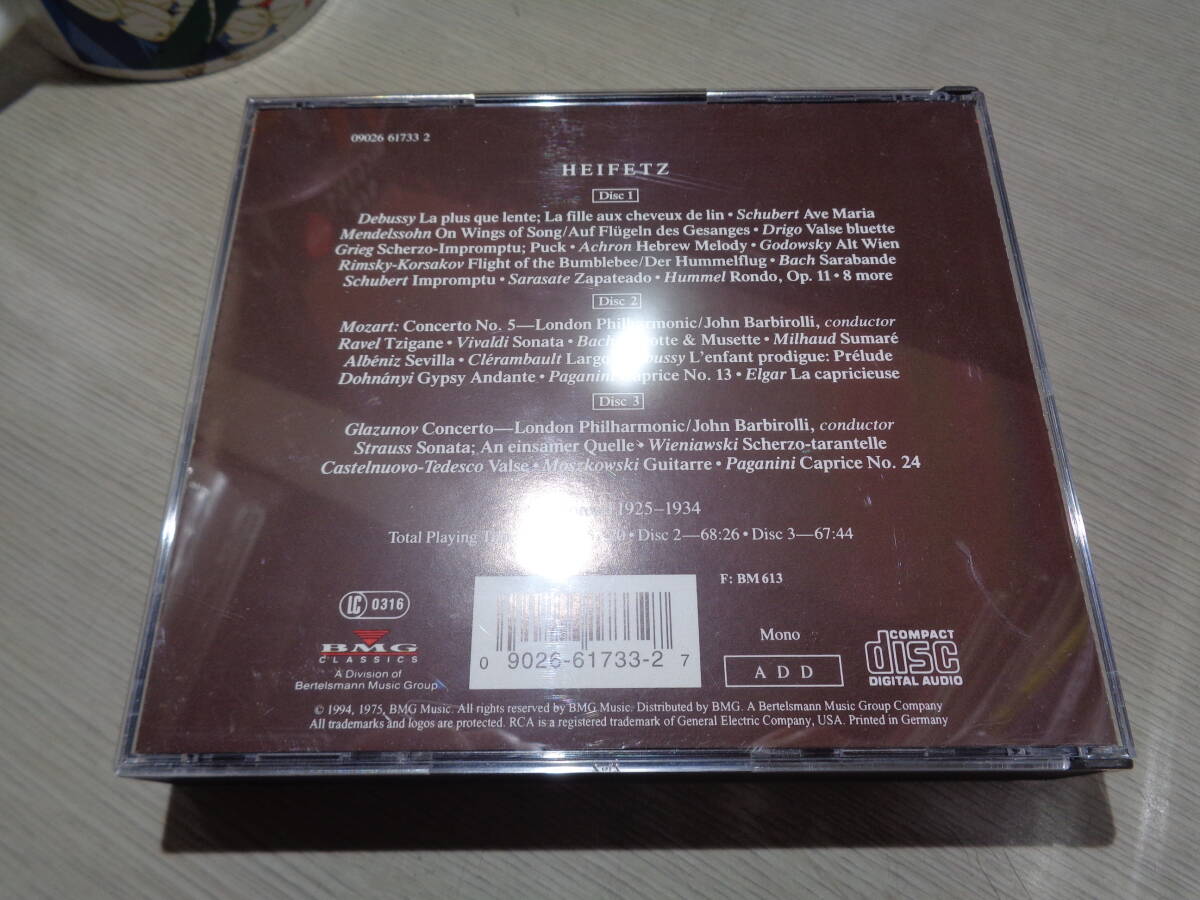 09026 61733 2
HEIFETZ
Disc 1
Debussy La plus que lente; La fille aux cheveux de lin • Schubert Ave Maria
Mendelssohn On Wings of Song/Auf Flügeln des Gesanges • Drigo Valse bluette
Grieg Scherzo-Impromptu; Puck • Achron Hebrew Melody • Godowsky Alt Wien
Rimsky-Korsakov Flight of the Bumblebee/Der Hummelflug • Bach Sarabande
Schubert Impromptu • Sarasate Zapateado • Hummel Rondo, Op. 11 • 8 more
Disc 2
Mozart: Concerto No. 5—London Philharmonic/John Barbirolli, conductor
Ravel Tzigane • Vivaldi Sonata • Bach & Musette • Milhaud Sumaré
Albéniz Sevilla • Clérambault Largo L'enfant prodigue: Prélude
Dohnányi Gypsy Andante • Paganini Caprice No. 13 • Elgar La capricieuse
Disc 3
Glazunov Concerto—London Philharmonic/John Barbirolli, conductor
Strauss Sonata; An einsamer Quelle • Wieniawski Scherzo-tarantelle
Castelnuovo-Tedesco Valse • Moszkowski Guitarre • Paganini Caprice No. 24
1925–1934
Total Playing • Disc 2—68:26 • Disc 3—67:44
F: BM 613
LC 0316
BMG
CLASSICS
A Division of
Bertelsmann Music Group
0 9026-61733-2 7
Mono
ADD
COMPACT
disc
DIGITAL AUDIO
© 1994, 1975, BMG Music. All rights reserved by BMG Music. Distributed by BMG. A Bertelsmann Music Group Company
All trademarks and logos are protected. RCA is a registered trademark of General Electric Company, USA. Printed in Germany